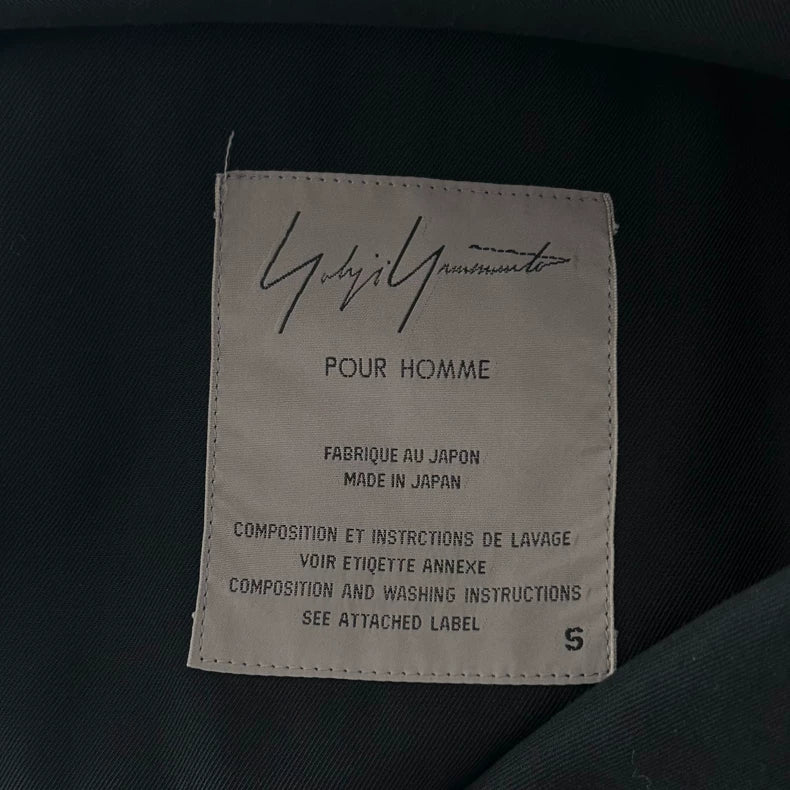 Yohji Yamamoto
POUR HOMME
FABRIQUE AU JAPON
MADE IN JAPAN
COMPOSITION ET INSTRCTIONS DE LAVAGE
VOIR ETIQETTE ANNEXE
COMPOSITION AND WASHING INSTRUCTIONS
SEE ATTACHED LABEL
S